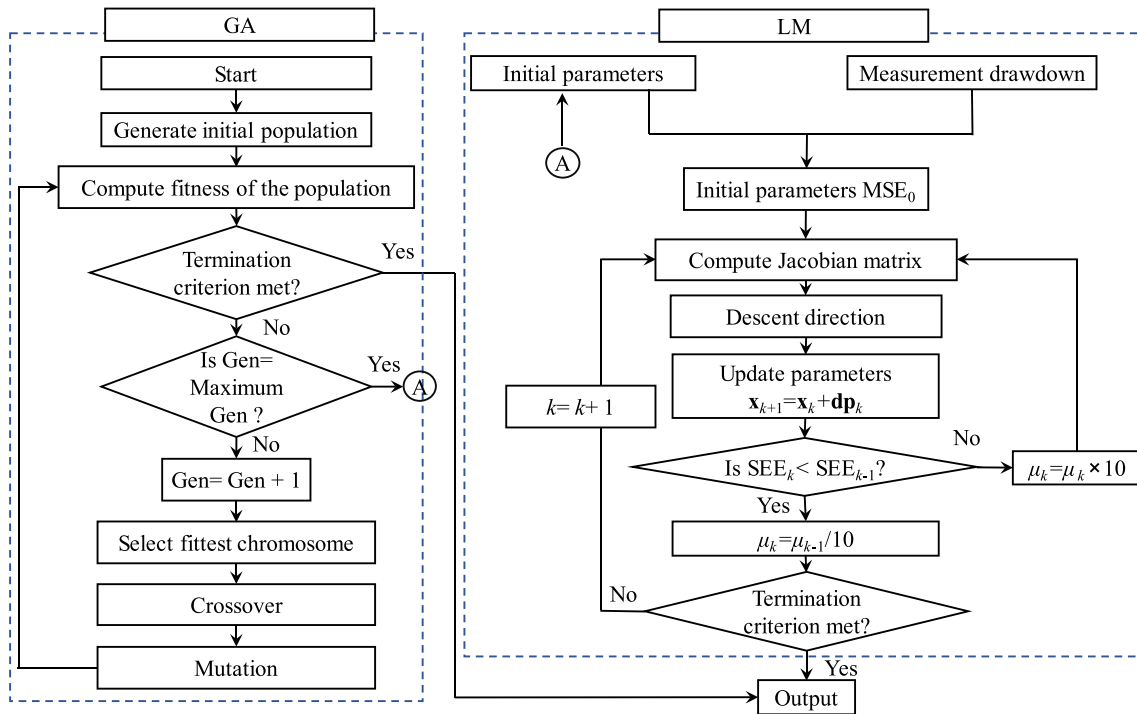 GA
Start
Generate initial population
Compute fitness of the population
Termination
criterion met?
Yes
No
Is Gen=
Maximum
Gen ?
Yes
A
No
Gen= Gen + 1
Select fittest chromosome
Crossover
Mutation
LM
Initial parameters
Measurement drawdown
A
Initial parameters MSE₀
Compute Jacobian matrix
Descent direction
Update parameters
xₖ₊₁=xₖ+dpₖ
k= k+ 1
Is SEEₖ< SEEₖ₋₁?
No
μₖ=μₖ×10
Yes
μₖ=μₖ₋₁/10
No
Termination
criterion met?
Yes
Output